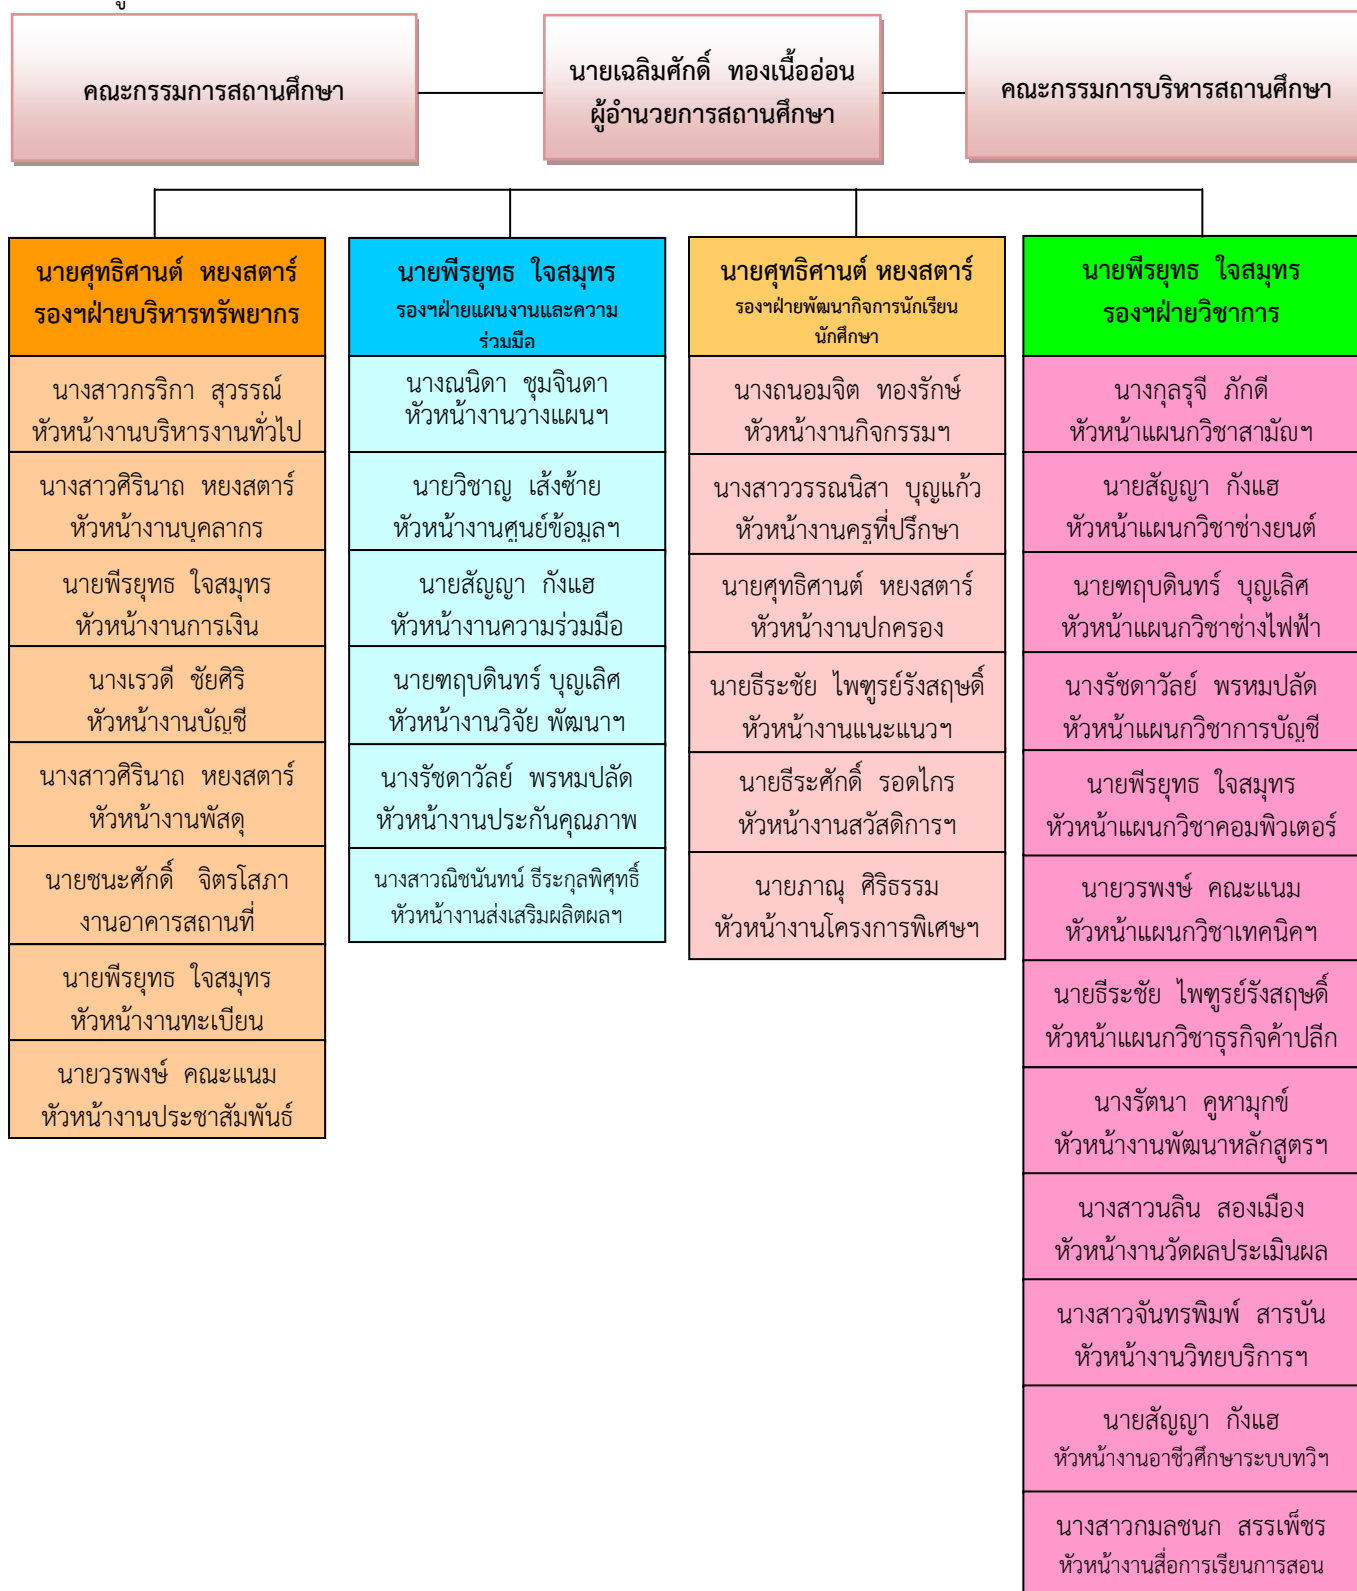 คณะกรรมการสถานศึกษา
นายเฉลิมศักดิ์ ทองเนื้ออ่อน
ผู้อำนวยการสถานศึกษา
คณะกรรมการบริหารสถานศึกษา
นายศุทธิศานต์ หยงสตาร์
รองฯฝ่ายบริหารทรัพยากร
นางสาวกรริกา สุวรรณ์
หัวหน้างานบริหารงานทั่วไป
นางสาวศิรินาถ หยงสตาร์
หัวหน้างานบุคลากร
นายพีรยุทธ ใจสมุทร
หัวหน้างานการเงิน
นางเรวดี ชัยศิริ
หัวหน้างานบัญชี
นางสาวศิรินาถ หยงสตาร์
หัวหน้างานพัสดุ
นายชนะศักดิ์ จิตรโสภา
งานอาคารสถานที่
นายพีรยุทธ ใจสมุทร
หัวหน้างานทะเบียน
นายวรพงษ์ คณะแนม
หัวหน้างานประชาสัมพันธ์
นายพีรยุทธ ใจสมุทร
รองฯฝ่ายแผนงานและความ
ร่วมมือ
นางณนิดา ชุมจินดา
หัวหน้างานวางแผนฯ
นายวิชาญ เส้งซ้าย
หัวหน้างานศูนย์ข้อมูลฯ
นายสัญญา กังแฮ
หัวหน้างานความร่วมมือ
นายฑฤบดินทร์ บุญเลิศ
หัวหน้างานวิจัย พัฒนาฯ
นางรัชดาวัลย์ พรหมปลัด
หัวหน้างานประกันคุณภาพ
นางสาวณิชนันทน์ ธีระกุลพิศุทธิ์
หัวหน้างานส่งเสริมผลิตผลฯ
นายศุทธิศานต์ หยงสตาร์
รองฯฝ่ายพัฒนากิจการนักเรียน
นักศึกษา
นางถนอมจิต ทองรักษ์
หัวหน้างานกิจกรรมฯ
นางสาววรรณนิสา บุญแก้ว
หัวหน้างานครูที่ปรึกษา
นายศุทธิศานต์ หยงสตาร์
หัวหน้างานปกครอง
นายธีระชัย ไพฑูรย์รังสฤษดิ์
หัวหน้างานแนะแนวฯ
นายธีระศักดิ์ รอดไกร
หัวหน้างานสวัสดิการฯ
นายภาณุ ศิริธรรม
หัวหน้างานโครงการพิเศษฯ
นายพีรยุทธ ใจสมุทร
รองฯฝ่ายวิชาการ
นางกุลรุจี ภักดี
หัวหน้าแผนกวิชาสามัญฯ
นายสัญญา กังแฮ
หัวหน้าแผนกวิชาช่างยนต์
นายฑฤบดินทร์ บุญเลิศ
หัวหน้าแผนกวิชาช่างไฟฟ้า
นางรัชดาวัลย์ พรหมปลัด
หัวหน้าแผนกวิชาการบัญชี
นายพีรยุทธ ใจสมุทร
หัวหน้าแผนกวิชาคอมพิวเตอร์
นายวรพงษ์ คณะแนม
หัวหน้าแผนกวิชาเทคนิคฯ
นายธีระชัย ไพฑูรย์รังสฤษดิ์
หัวหน้าแผนกวิชาธุรกิจค้าปลีก
นางรัตนา คูหามุกข์
หัวหน้างานพัฒนาหลักสูตรฯ
นางสาวนลิน สองเมือง
หัวหน้างานวัดผลประเมินผล
นางสาวจันทรพิมพ์ สารบัน
หัวหน้างานวิทยบริการฯ
นายสัญญา กังแฮ
หัวหน้างานอาชีวศึกษาระบบทวิฯ
นางสาวกมลชนก สรรเพ็ชร
หัวหน้างานสื่อการเรียนการสอน